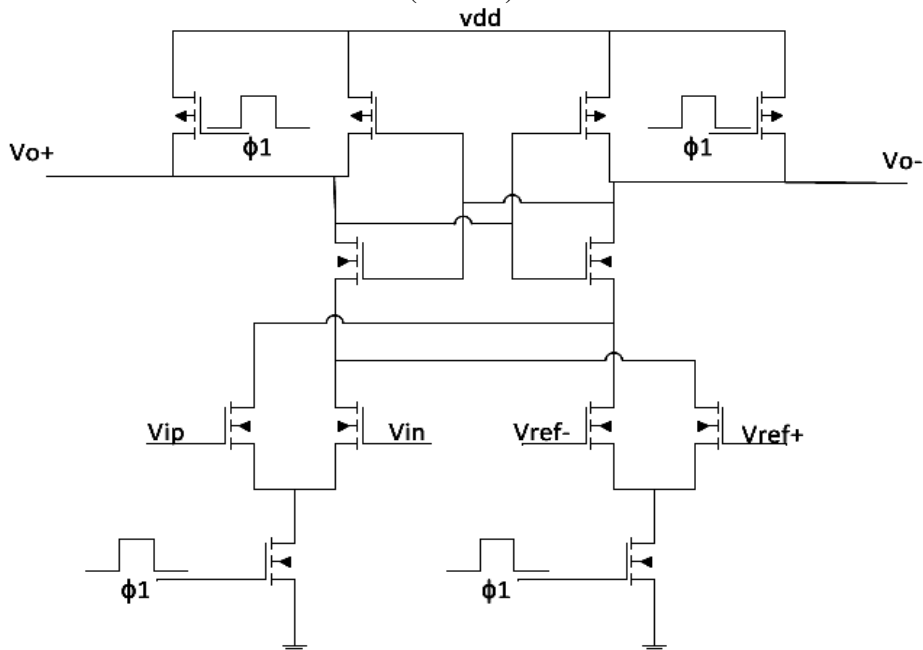 vdd
ϕ1
ϕ1
Vo+
Vo-
Vip
Vin
Vref-
Vref+
ϕ1
ϕ1